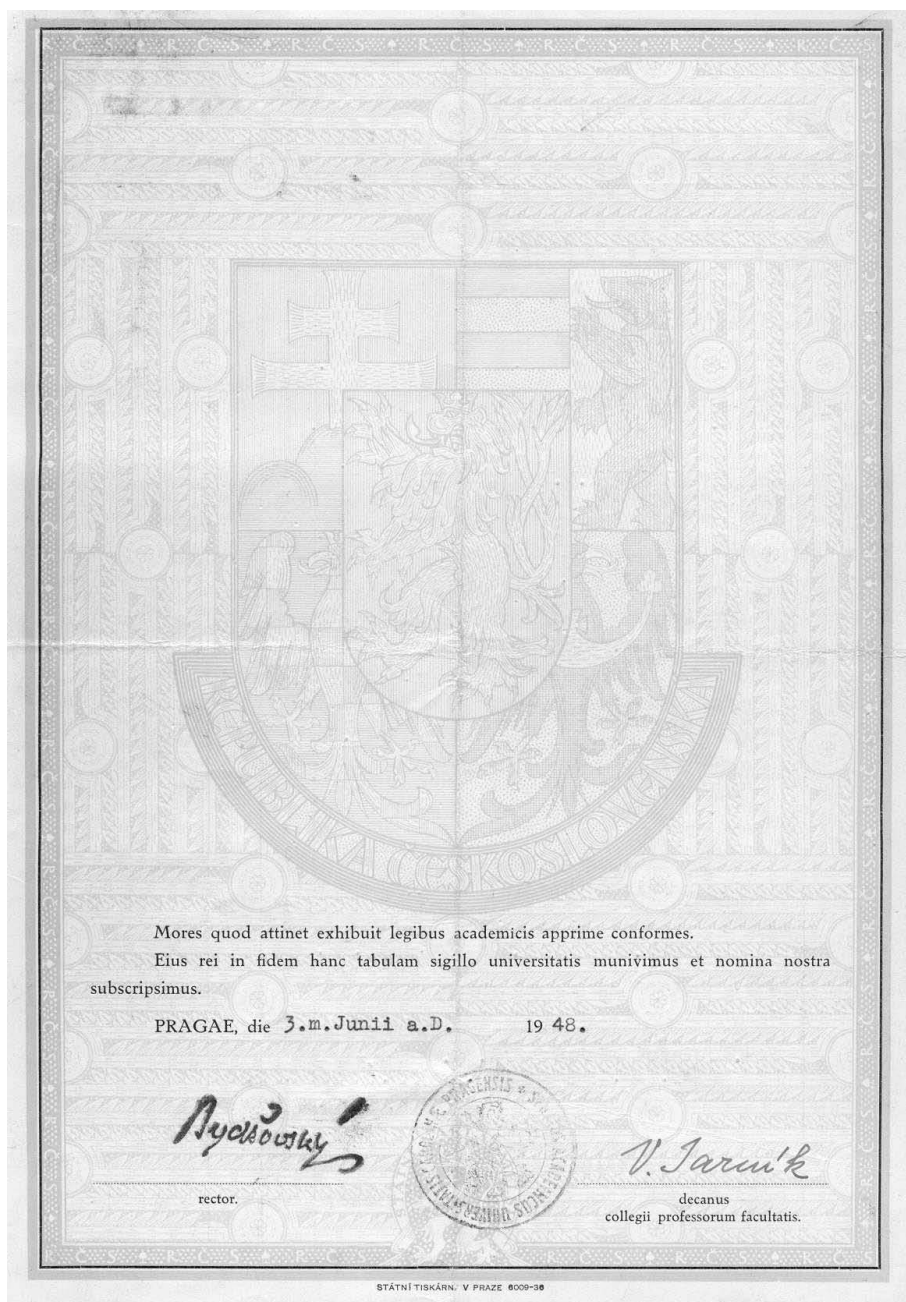 REPUBLIKA ČESKOSLOVENSKÁ
Mores quod attinet exhibuit legibus academicis apprime conformes.
Eius rei in fidem hanc tabulam sigillo universitatis munivimus et nomina nostra
subscripsimus.
PRAGAE, die 3.m.Junii a.D. 1948.
Bydžovský
V. Jarník
rector.
decanus
collegii professorum facultatis.
STÁTNÍ TISKÁRN. V PRAZE 6009-36